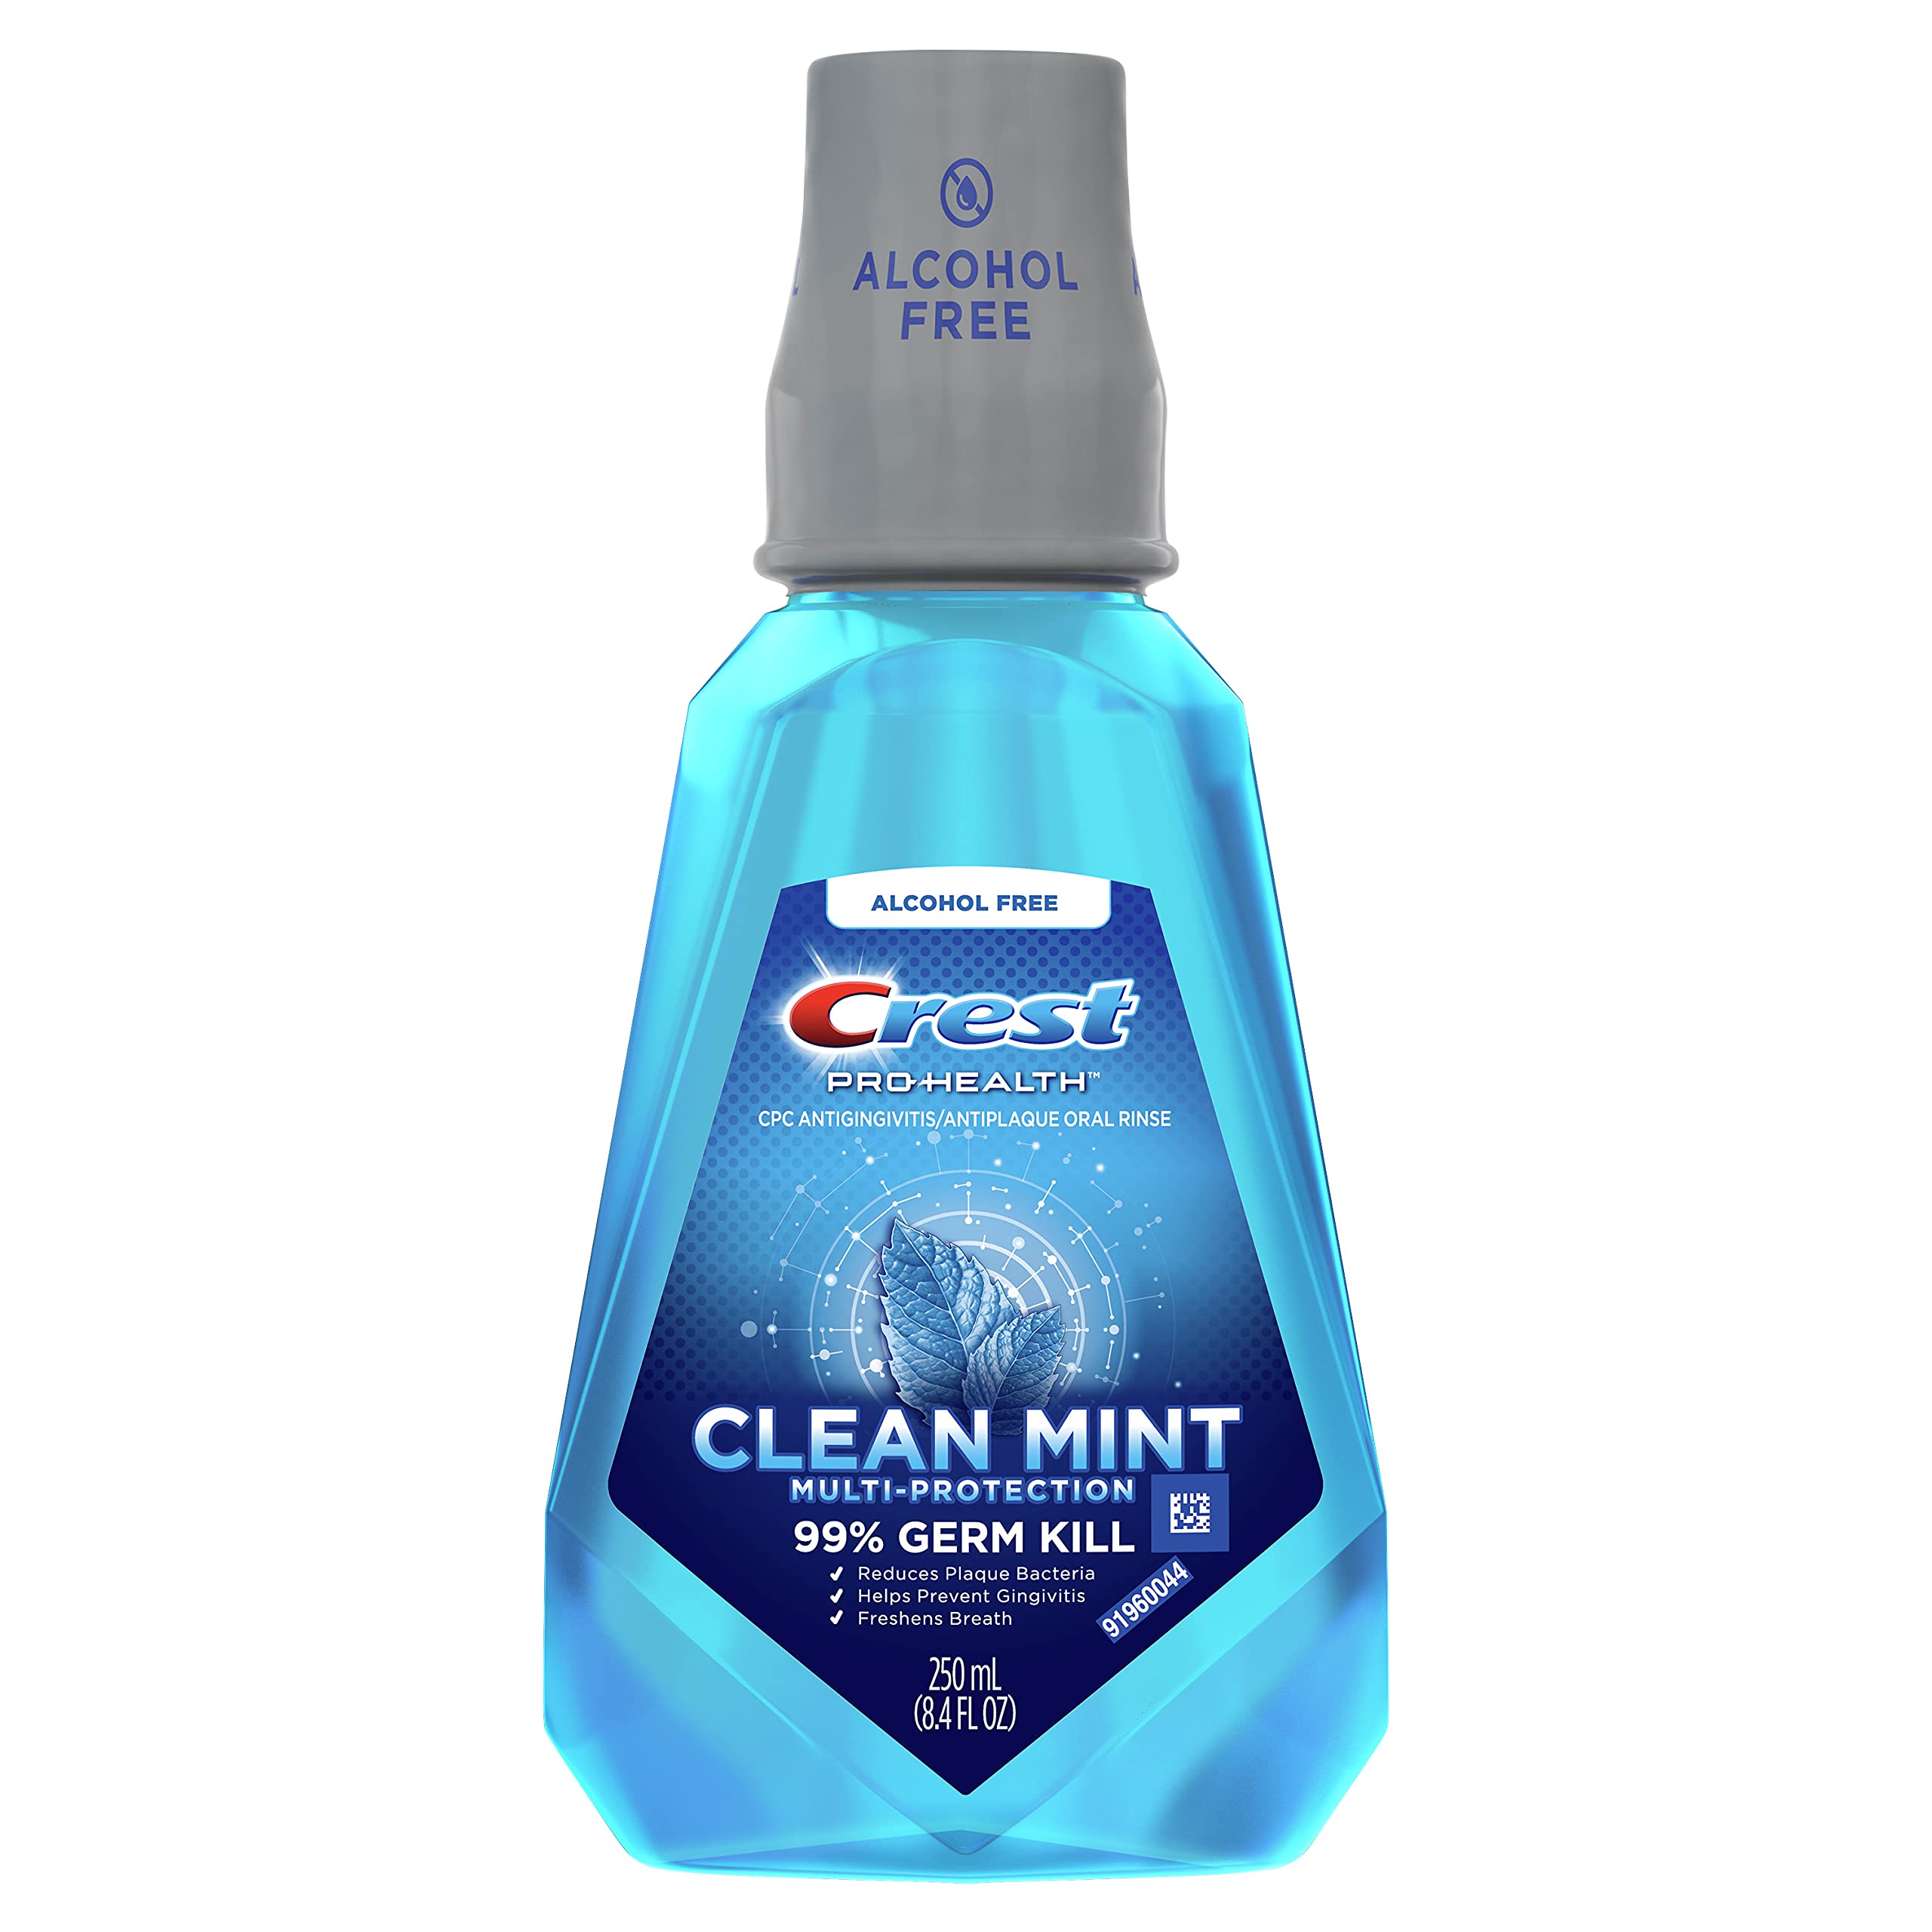 ALCOHOL
FREE
ALCOHOL FREE
Crest
PRO-HEALTH™
CPC ANTIGINGIVITIS/ANTIPLAQUE ORAL RINSE
CLEAN MINT
MULTI-PROTECTION
99% GERM KILL
✓ Reduces Plaque Bacteria
✓ Helps Prevent Gingivitis
✓ Freshens Breath
91960044
250 mL
(8.4 FL OZ)